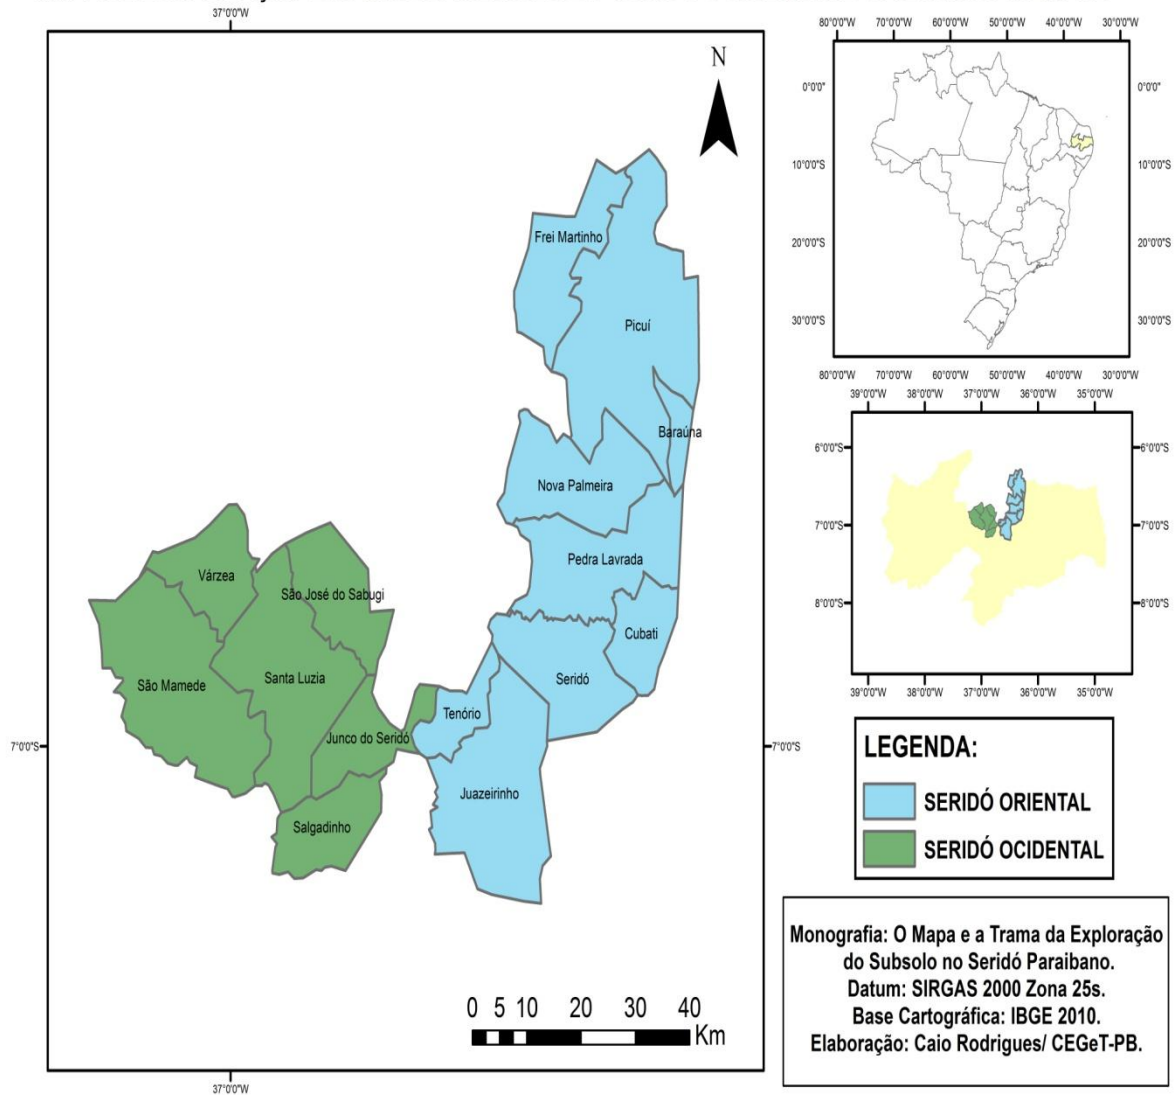 37°0'0"W
N
Frei Martinho
Picuí
Baraúna
Nova Palmeira
Pedra Lavrada
Várzea
São José do Sabugi
Cubati
São Mamede
Santa Luzia
Seridó
Tenório
Junco do Seridó
7°0'0"S
7°0'0"S
Juazeirinho
Salgadinho
0 5 10 20 30 40
Km
37°0'0"W
80°0'0"W 70°0'0"W 60°0'0"W 50°0'0"W 40°0'0"W 30°0'0"W
0°0'0" 0°0'0"
10°0'0"S 10°0'0"S
20°0'0"S 20°0'0"S
30°0'0"S 30°0'0"S
80°0'0"W 70°0'0"W 60°0'0"W 50°0'0"W 40°0'0"W 30°0'0"W
39°0'0"W 38°0'0"W 37°0'0"W 36°0'0"W 35°0'0"W
6°0'0"S 6°0'0"S
7°0'0"S 7°0'0"S
8°0'0"S 8°0'0"S
39°0'0"W 38°0'0"W 37°0'0"W 36°0'0"W 35°0'0"W
LEGENDA:
SERIDÓ ORIENTAL
SERIDÓ OCIDENTAL
Monografia: O Mapa e a Trama da Exploração
do Subsolo no Seridó Paraibano.
Datum: SIRGAS 2000 Zona 25s.
Base Cartográfica: IBGE 2010.
Elaboração: Caio Rodrigues/ CEGeT-PB.